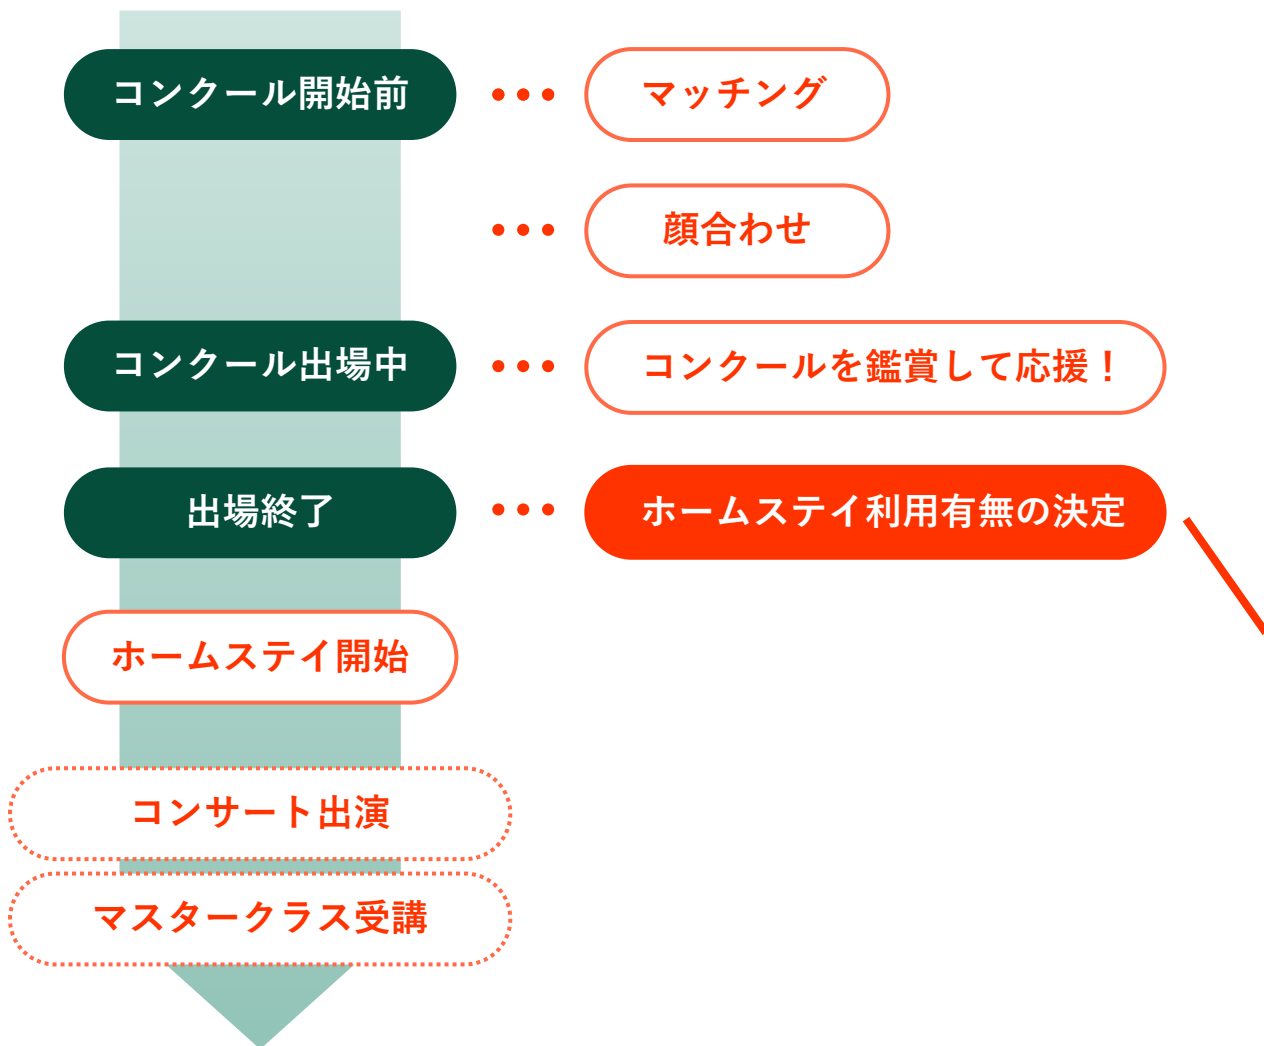 コンクール開始前
マッチング
顔合わせ
コンクール出場中
コンクールを鑑賞して応援！
出場終了
ホームステイ利用有無の決定
ホームステイ開始
コンサート出演
マスタークラス受講